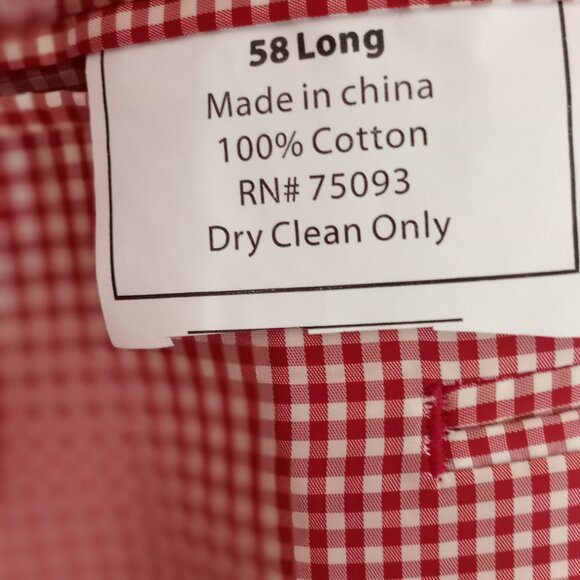 58 Long
Made in china
100% Cotton
RN# 75093
Dry Clean Only